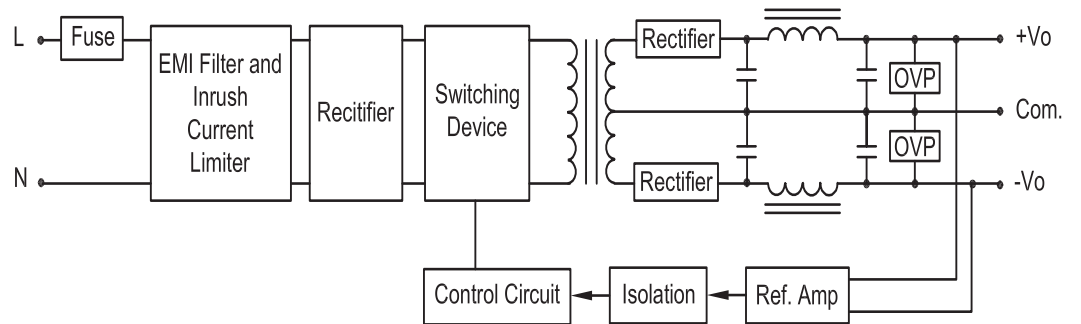 L
Fuse
EMI Filter and
Inrush
Current
Limiter
N
Recitifier
Switching
Device
Rectifier
Rectifier
OVP
OVP
+Vo
Com.
-Vo
Control Circuit
Isolation
Ref. Amp